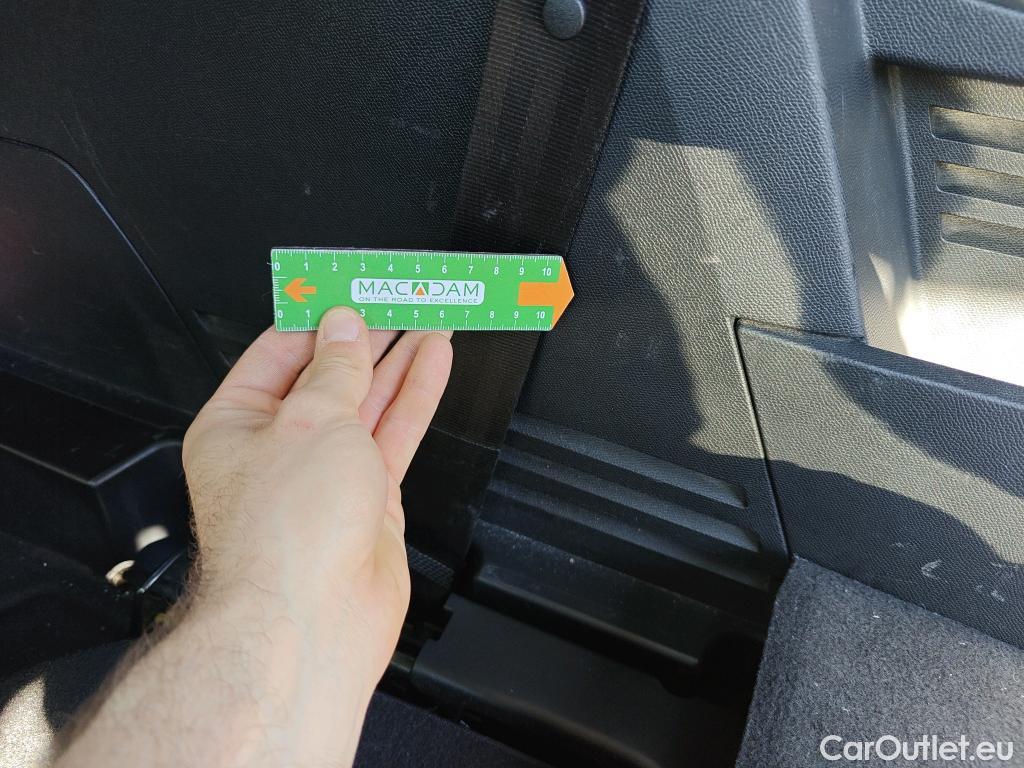 0 1 2 3 4 5 6 7 8 9 10
MACADAM
ON THE ROAD TO EXCELLENCE
0 1 3 4 5 6 7 8 9 10
CarOutlet.eu